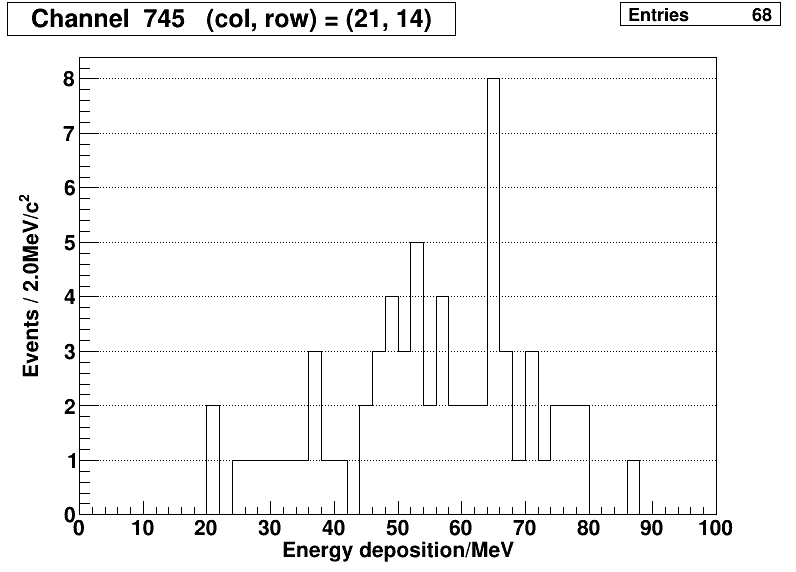 Channel 745 (col, row) = (21, 14)
Entries 68
Events / 2.0MeV/c²
8
7
6
5
4
3
2
1
0
0 10 20 30 40 50 60 70 80 90 100
Energy deposition/MeV